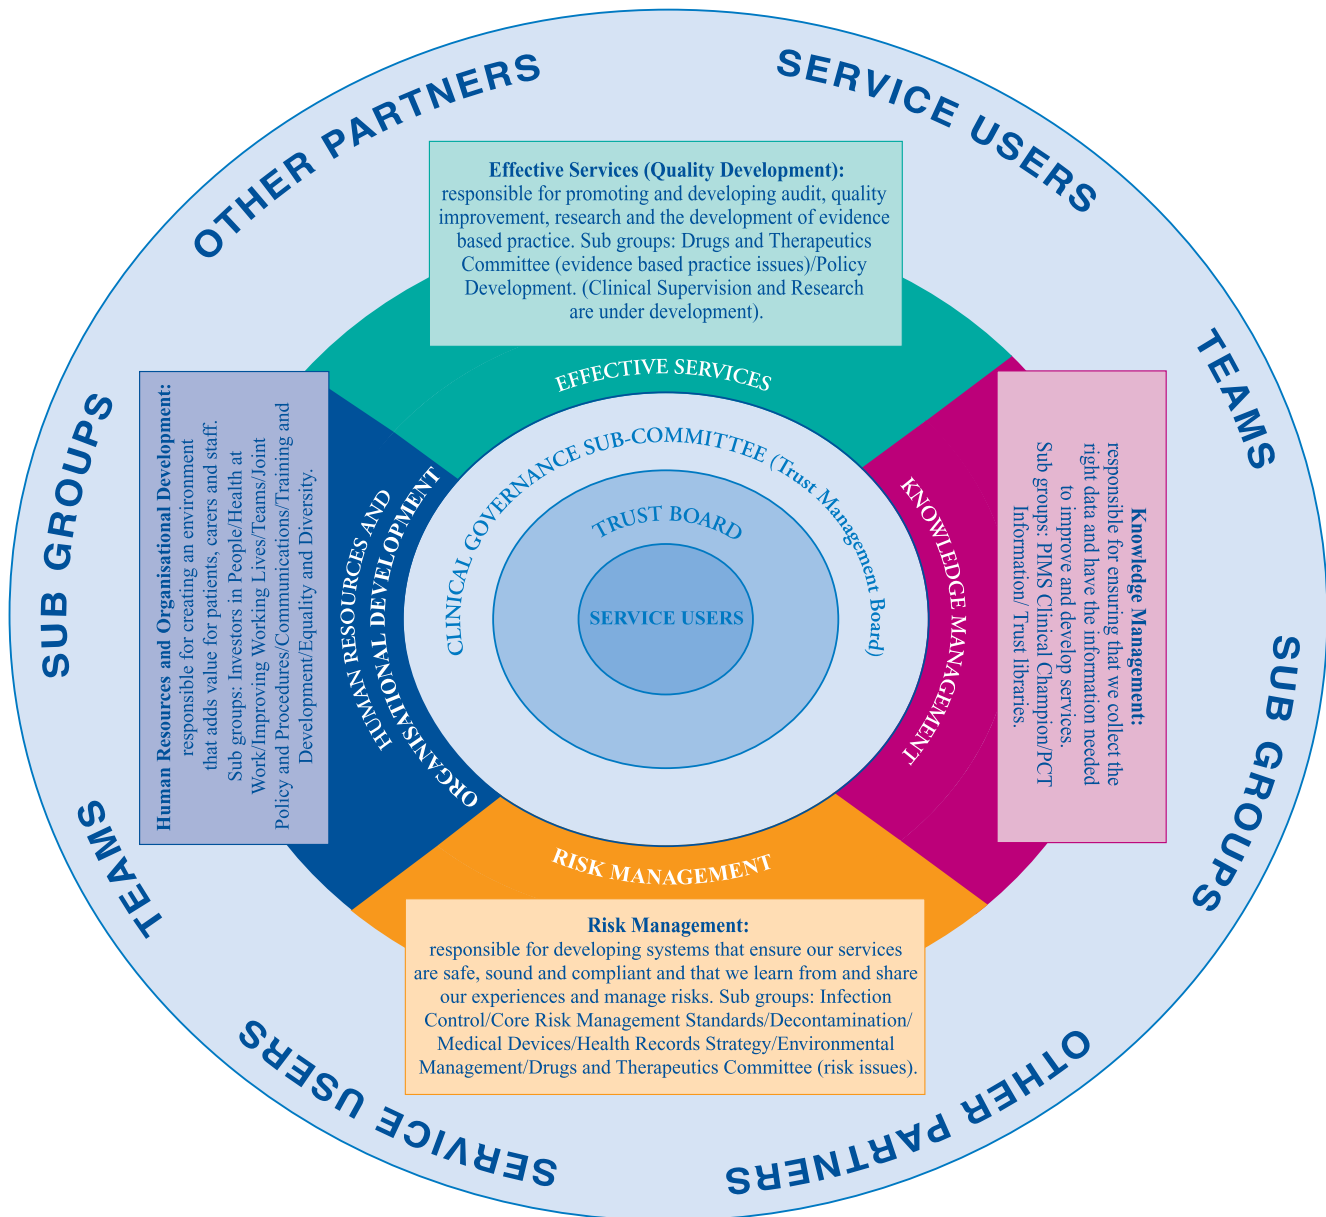 OTHER PARTNERS
SERVICE USERS
TEAMS
SUB GROUPS
OTHER PARTNERS
SERVICE USERS
TEAMS
SUB GROUPS
Effective Services (Quality Development):
responsible for promoting and developing audit, quality
improvement, research and the development of evidence
based practice. Sub groups: Drugs and Therapeutics
Committee (evidence based practice issues)/Policy
Development. (Clinical Supervision and Research
are under development).
EFFECTIVE SERVICES
Human Resources and Organisational Development:
responsible for creating an environment
that adds value for patients, carers and staff.
Sub groups: Investors in People/Health at
Work/Improving Working Lives/Teams/Joint
Policy and Procedures/Communications/Training and
Development/Equality and Diversity.
HUMAN RESOURCES AND
ORGANISATIONAL DEVELOPMENT
CLINICAL GOVERNANCE SUB-COMMITTEE (Trust Management Board)
TRUST BOARD
SERVICE USERS
KNOWLEDGE MANAGEMENT
Knowledge Management:
responsible for ensuring that we collect the
right data and have the information needed
to improve and develop services.
Sub groups: PIMS Clinical Champion/PCT
Information/ Trust libraries.
RISK MANAGEMENT
Risk Management:
responsible for developing systems that ensure our services
are safe, sound and compliant and that we learn from and share
our experiences and manage risks. Sub groups: Infection
Control/Core Risk Management Standards/Decontamination/
Medical Devices/Health Records Strategy/Environmental
Management/Drugs and Therapeutics Committee (risk issues).